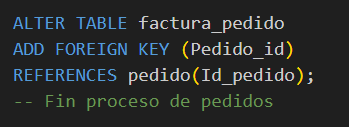 ALTER TABLE factura_pedido
ADD FOREIGN KEY (Pedido_id)
REFERENCES pedido(Id_pedido);
-- Fin proceso de pedidos